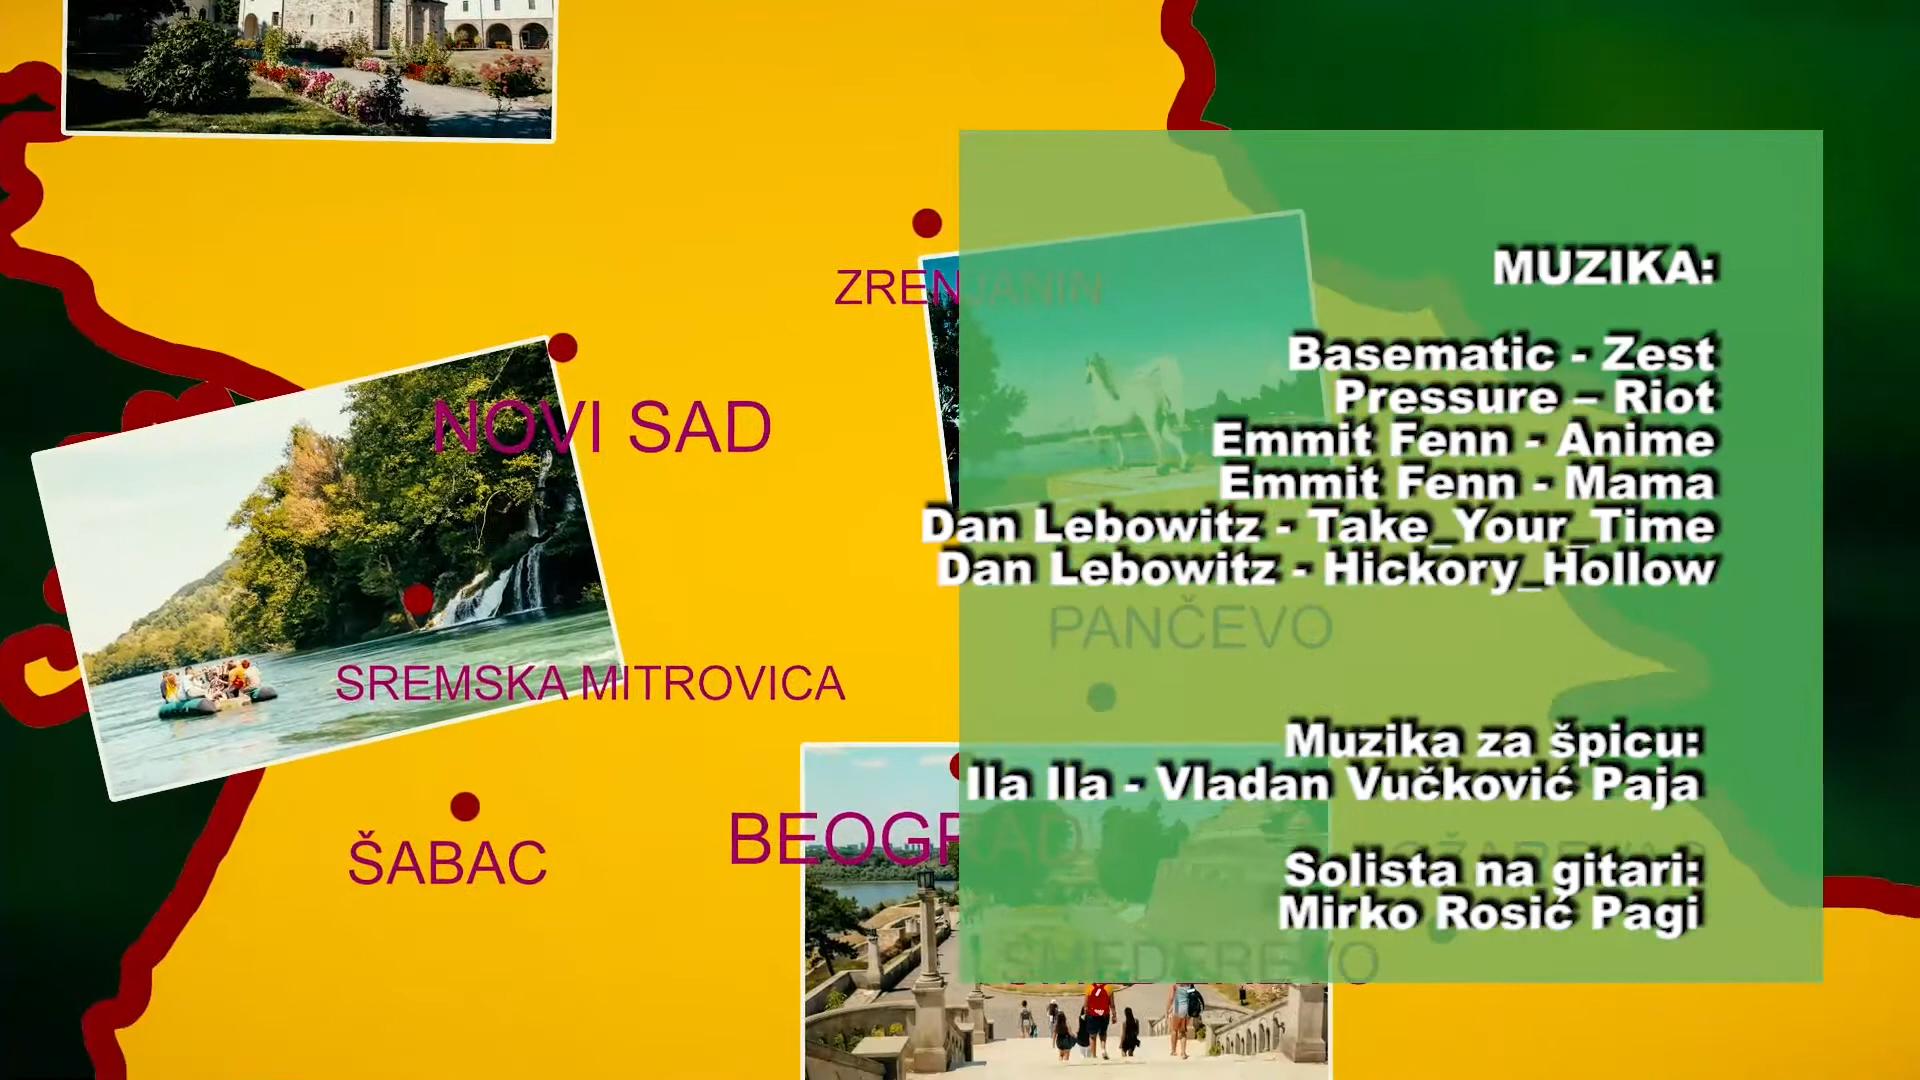 ZRENJANIN
NOVI SAD
SREMSKA MITROVICA
ŠABAC
BEOGRAD
PANČEVO
SMEDEREVO
MUZIKA:
Basematic - Zest
Pressure – Riot
Emmit Fenn - Anime
Emmit Fenn - Mama
Dan Lebowitz - Take_Your_Time
Dan Lebowitz - Hickory_Hollow
Muzika za špicu:
Ila Ila - Vladan Vučković Paja
Solista na gitari:
Mirko Rosić Pagi